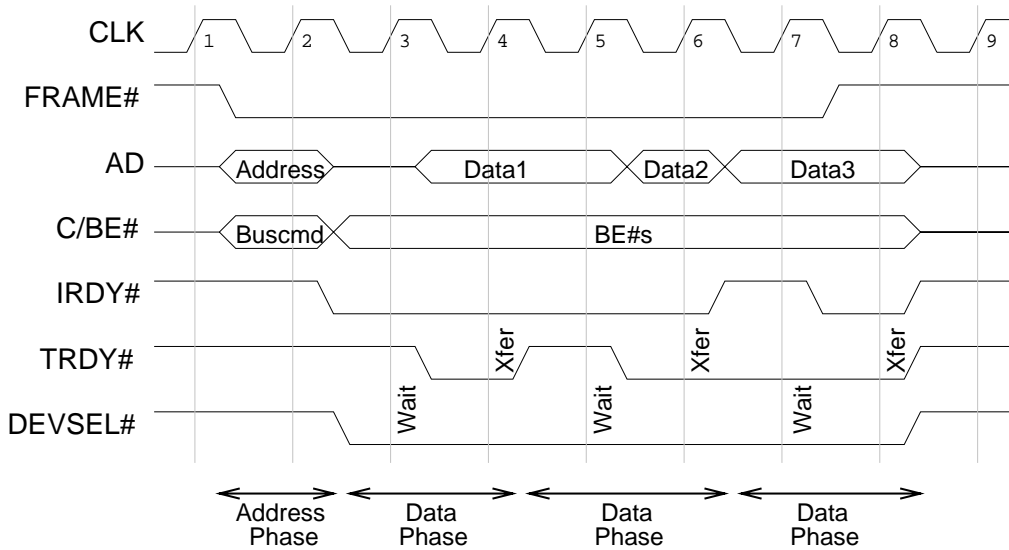 CLK 1 2 3 4 5 6 7 8 9
FRAME#
AD Address Data1 Data2 Data3
C/BE# Buscmd BE#s
IRDY#
TRDY# Xfer Xfer Xfer
Wait Wait Wait
DEVSEL#
Address Data Data Data
Phase Phase Phase Phase